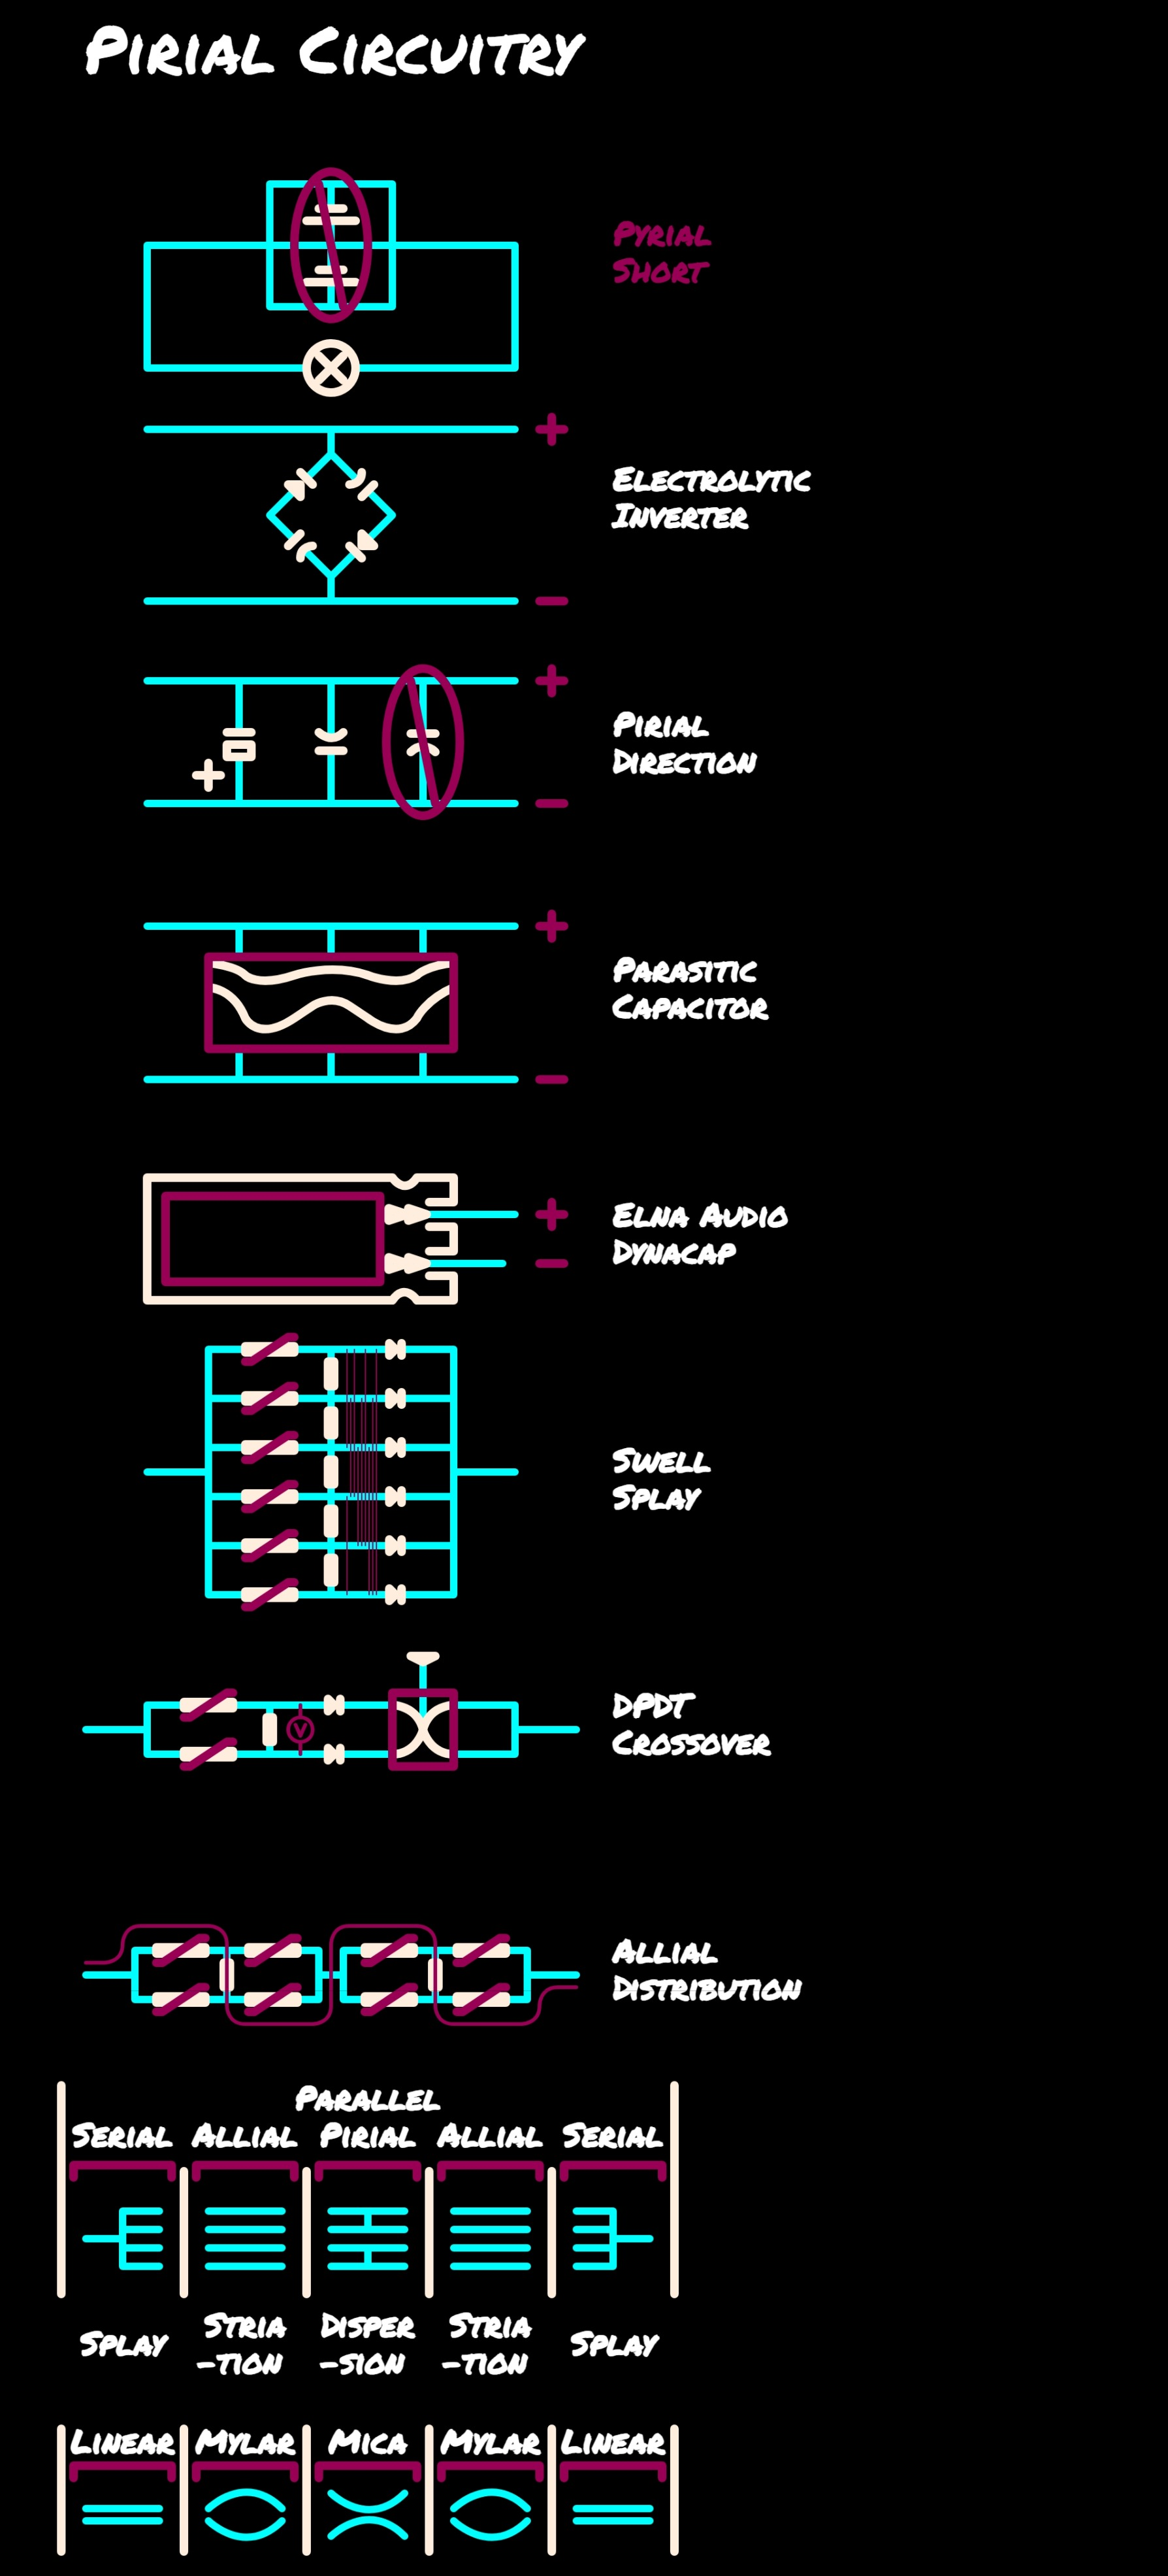 Pirial Circuitry
Pyrial
Short
+
Electrolytic
Inverter
-
+
Pirial
Direction
+
-
+
Parasitic
Capacitor
-
+
Elna Audio
Dynacap
-
Swell
Splay
DPDT
Crossover
V
Allial
Distribution
Parallel
Serial Allial Pirial Allial Serial
Splay Stria Disper Stria Splay
-tion -sion -tion
Linear Mylar Mica Mylar Linear